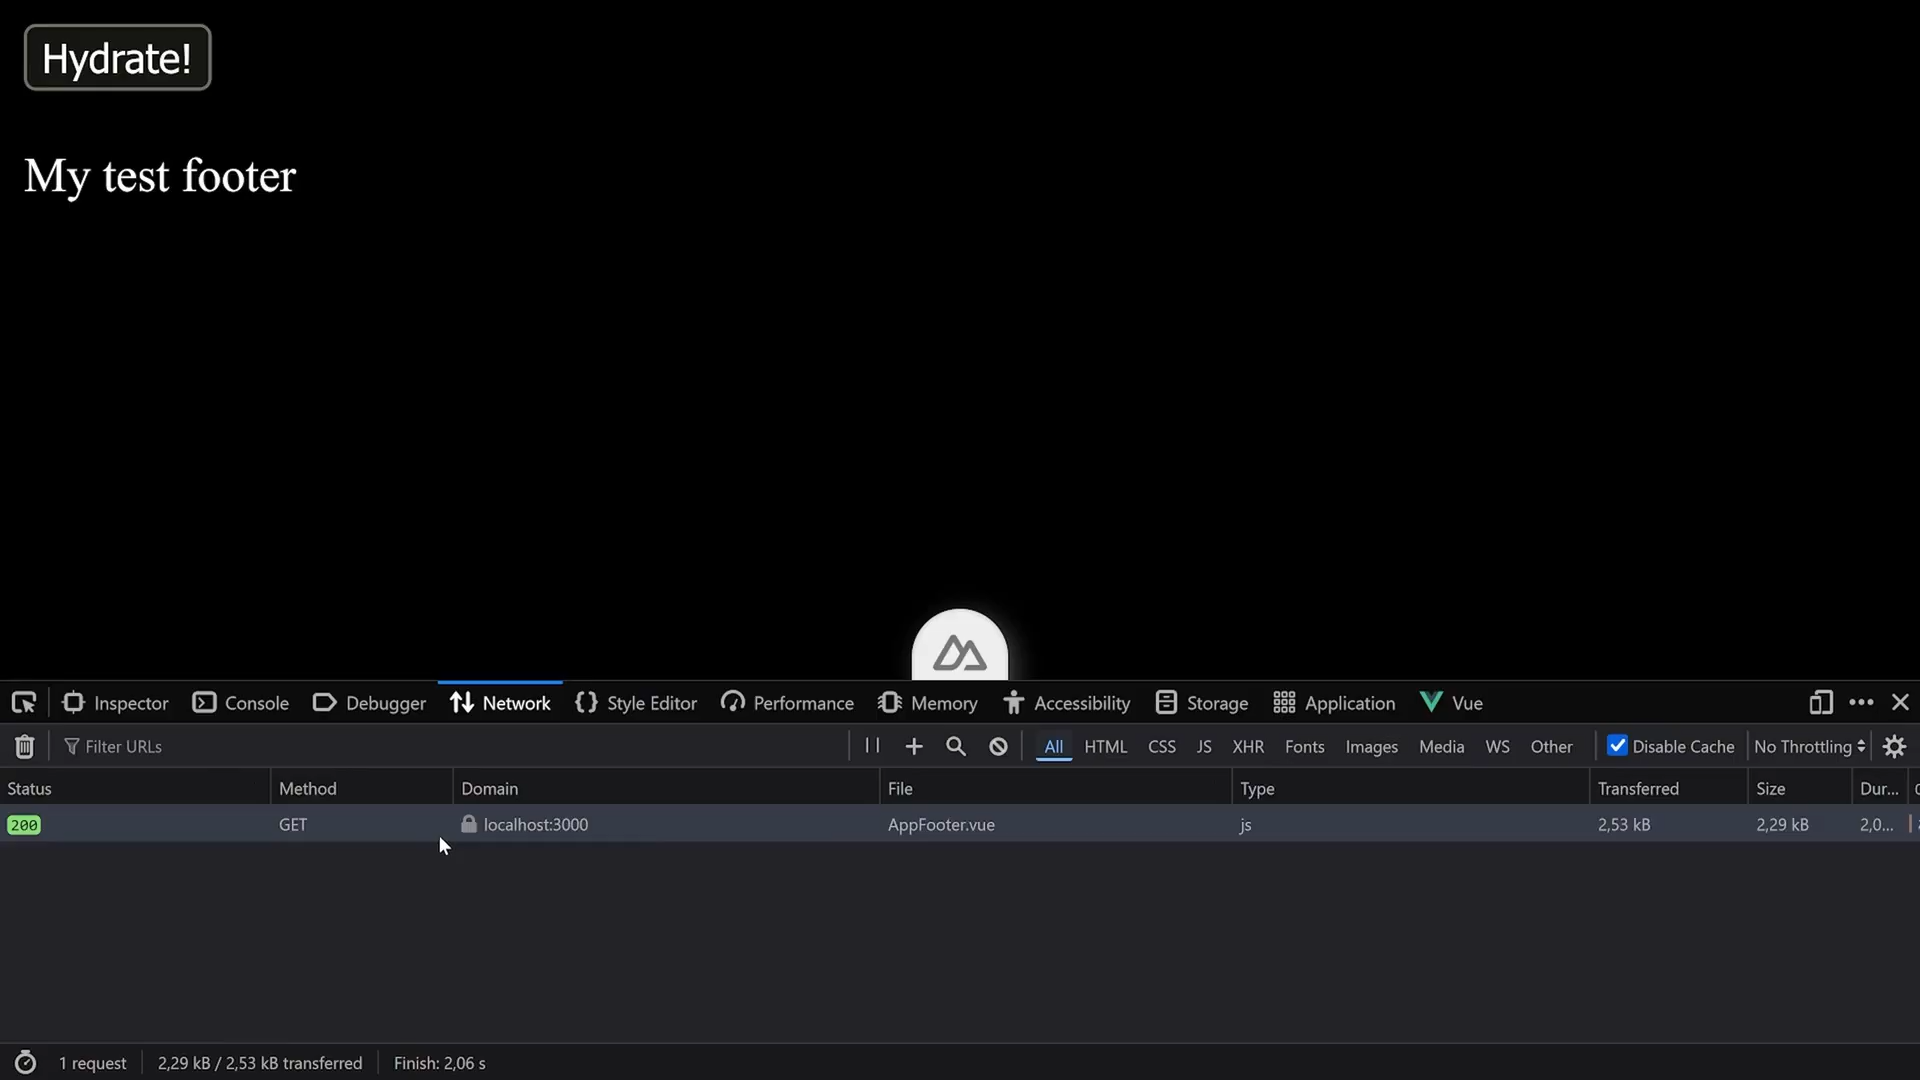 Hydrate!
My test footer
Inspector Console Debugger Network Style Editor Performance Memory Accessibility Storage Application Vue
Filter URLs All HTML CSS JS XHR Fonts Images Media WS Other Disable Cache No Throttling
Status Method Domain File Type Transferred Size Dur...
200 GET localhost:3000 AppFooter.vue js 2,53 kB 2,29 kB 2,0...
1 request 2,29 kB / 2,53 kB transferred Finish: 2,06 s